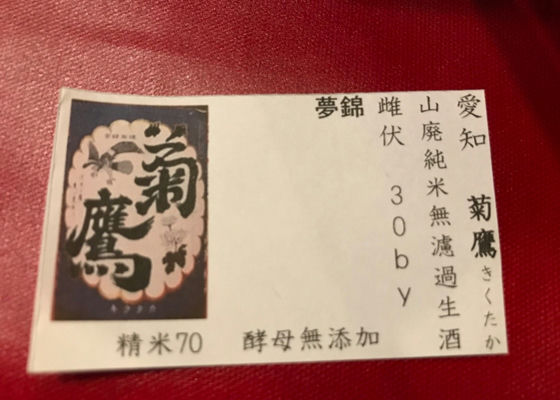 愛知 菊鷹きくたか
山廃純米無濾過生酒
雌伏 30by
夢錦
精米70 酵母無添加
菊鷹